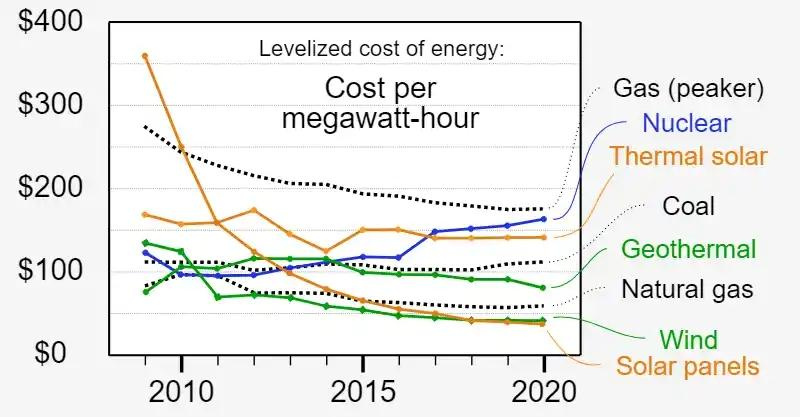 $400
$300
$200
$100
$0
Levelized cost of energy:
Cost per
megawatt-hour
Gas (peaker)
Nuclear
Thermal solar
Coal
Geothermal
Natural gas
Wind
Solar panels
2010
2015
2020